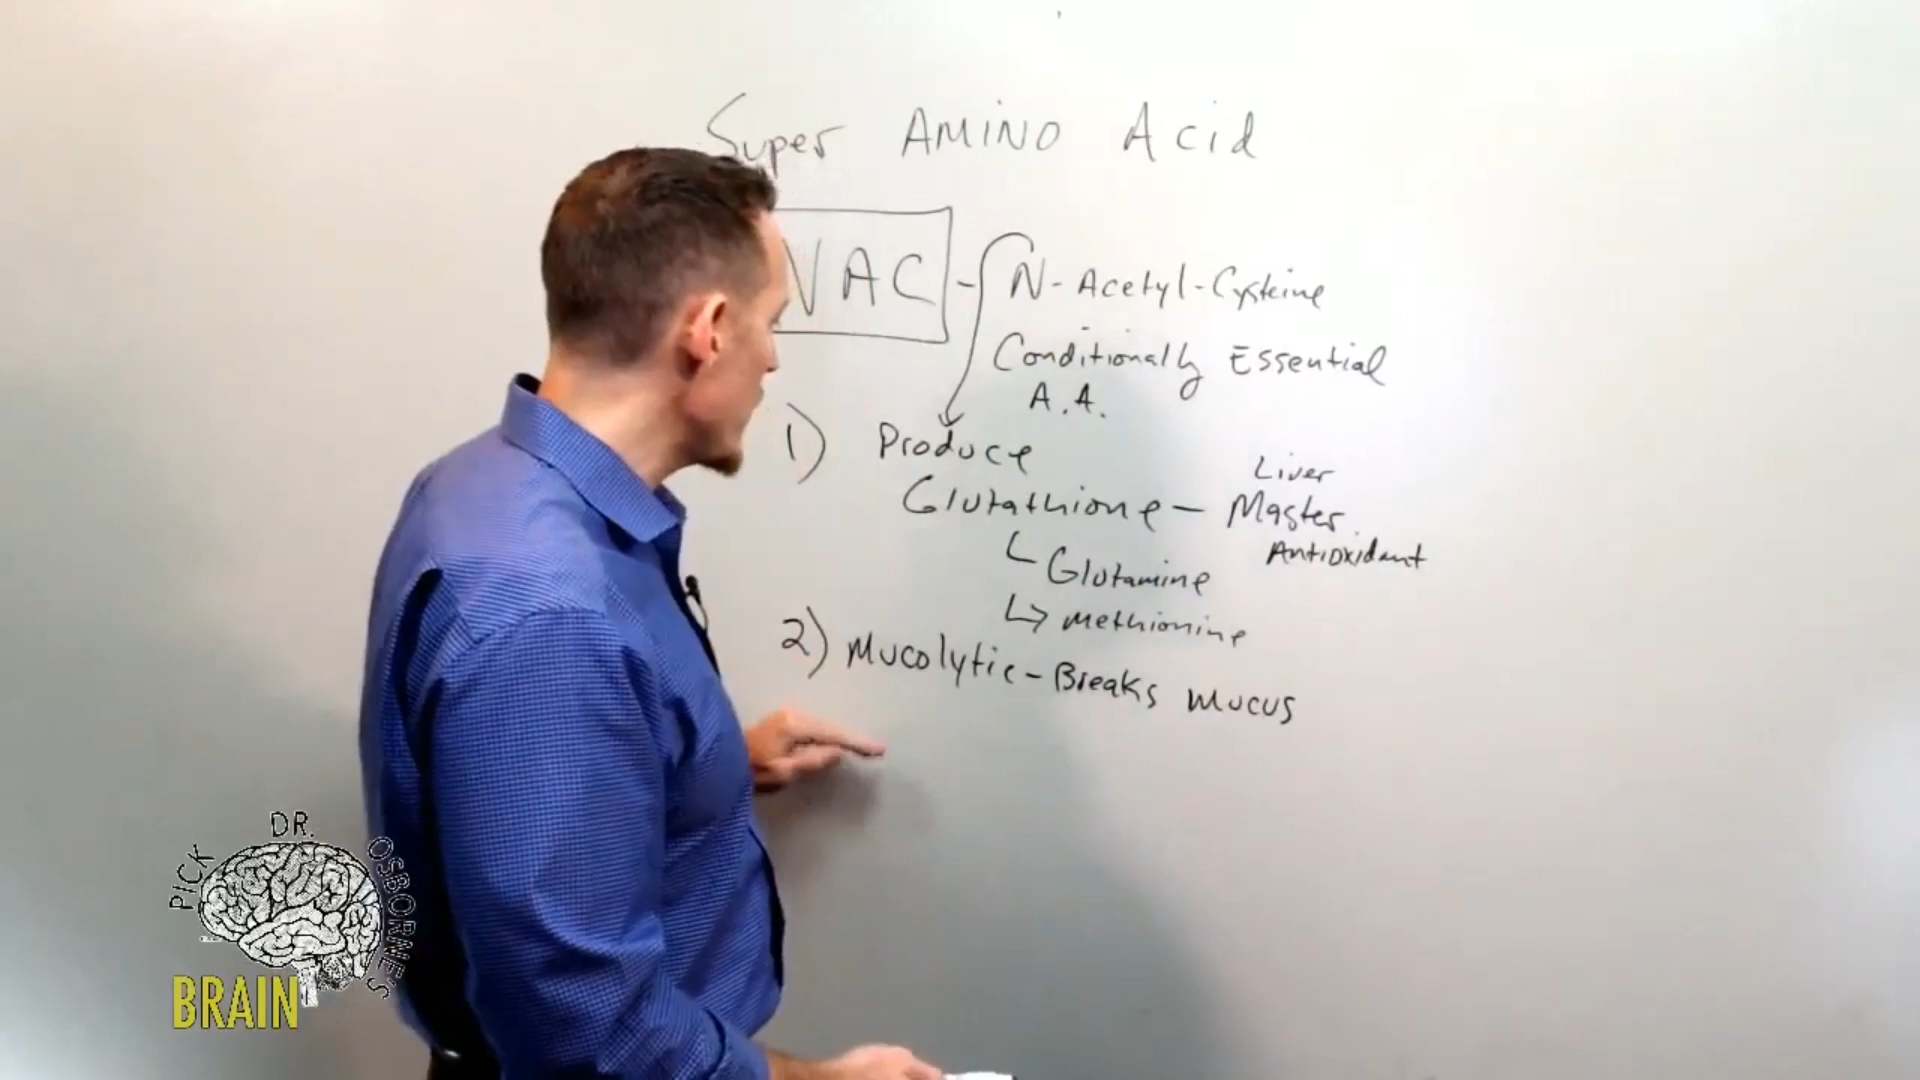 Super AMINO Acid
NAC - N-Acetyl-Cysteine
Conditionally Essential
A.A.
1) Produce
Liver
Glutathione - Master
Antioxidant
Glutamine
Methionine
2) Mucolytic - Breaks Mucus
PICK
DR.
OSBORNE'S
BRAIN